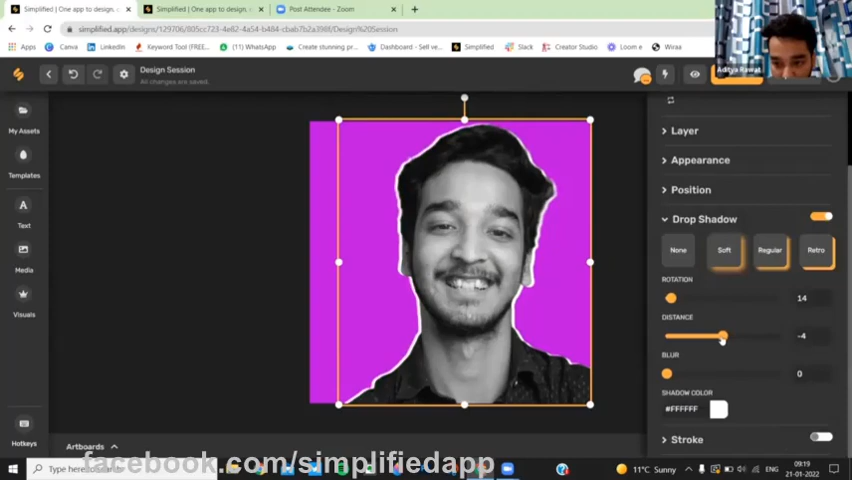 Simplified | One app to design, c
Simplified | One app to design, c
Post Attendee - Zoom
simplified.app/designs/129706/805cc723-4e82-4a54-b484-cbab7b2a398f/Design%20Session
Apps
Canva
LinkedIn
Keyword Tool (FREE)...
(11) WhatsApp
Create stunning pr...
Dashboard - Sell ve...
Simplified
Slack
Creator Studio
Loom e
Wiraa
Aditya Rawat
Design Session
All changes are saved.
My Assets
Templates
Text
Media
Visuals
Hotkeys
Layer
Appearance
Position
Drop Shadow
None
Soft
Regular
Retro
ROTATION
14
DISTANCE
-4
BLUR
0
SHADOW COLOR
#FFFFFF
Stroke
Artboards
facebook.com/simplifiedapp
Type here
11°C Sunny
ENG
09:19
21-01-2022